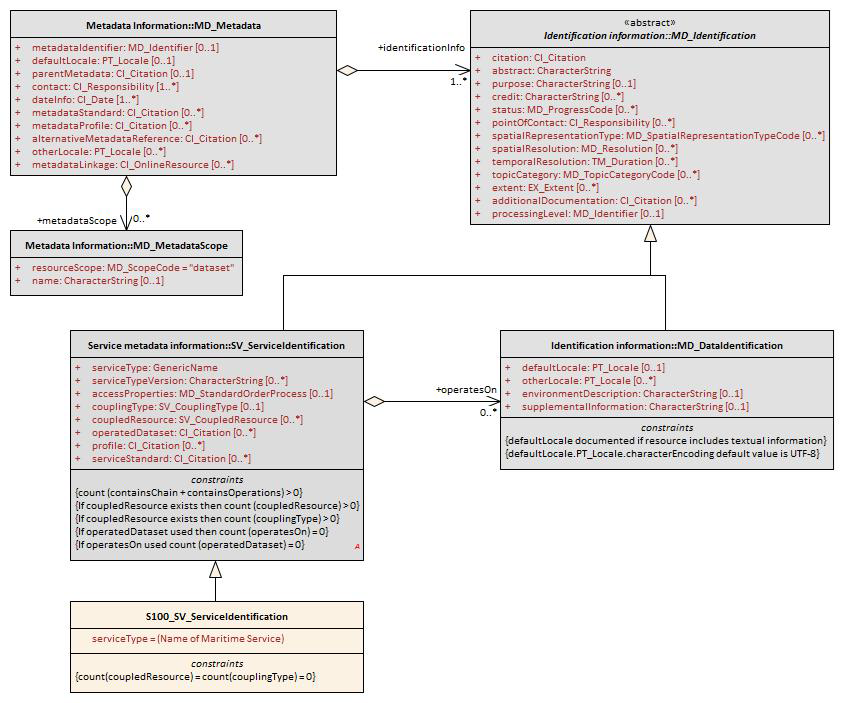 Metadata Information::MD_Metadata
+ metadataIdentifier: MD_Identifier [0..1]
+ defaultLocale: PT_Locale [0..1]
+ parentMetadata: CI_Citation [0..1]
+ contact: CI_Responsibility [1..*]
+ dateInfo: CI_Date [1..*]
+ metadataStandard: CI_Citation [0..*]
+ metadataProfile: CI_Citation [0..*]
+ alternativeMetadataReference: CI_Citation [0..*]
+ otherLocale: PT_Locale [0..*]
+ metadataLinkage: CI_OnlineResource [0..*]
+identificationInfo
1..*
«abstract»
Identification information::MD_Identification
+ citation: CI_Citation
+ abstract: CharacterString
+ purpose: CharacterString [0..1]
+ credit: CharacterString [0..*]
+ status: MD_ProgressCode [0..*]
+ pointOfContact: CI_Responsibility [0..*]
+ spatialRepresentationType: MD_SpatialRepresentationTypeCode [0..*]
+ spatialResolution: MD_Resolution [0..*]
+ temporalResolution: TM_Duration [0..*]
+ topicCategory: MD_TopicCategoryCode [0..*]
+ extent: EX_Extent [0..*]
+ additionalDocumentation: CI_Citation [0..*]
+ processingLevel: MD_Identifier [0..1]
+metadataScope
0..*
Metadata Information::MD_MetadataScope
+ resourceScope: MD_ScopeCode = "dataset"
+ name: CharacterString [0..1]
Service metadata information::SV_ServiceIdentification
+ serviceType: GenericName
+ serviceTypeVersion: CharacterString [0..*]
+ accessProperties: MD_StandardOrderProcess [0..1]
+ couplingType: SV_CouplingType [0..1]
+ coupledResource: SV_CoupledResource [0..*]
+ operatedDataset: CI_Citation [0..*]
+ profile: CI_Citation [0..*]
+ serviceStandard: CI_Citation [0..*]
constraints
{count (containsChain + containsOperations) > 0}
{If coupledResource exists then count (coupledResource) > 0}
{If coupledResource exists then count (couplingType) > 0}
{If operatedDataset used then count (operatesOn) = 0}
{If operatesOn used count (operatedDataset) = 0}
A
+operatesOn
0..*
Identification information::MD_DataIdentification
+ defaultLocale: PT_Locale [0..1]
+ otherLocale: PT_Locale [0..*]
+ environmentDescription: CharacterString [0..1]
+ supplementalInformation: CharacterString [0..1]
constraints
{defaultLocale documented if resource includes textual information}
{defaultLocale.PT_Locale.characterEncoding default value is UTF-8}
S100_SV_ServiceIdentification
serviceType = (Name of Maritime Service)
constraints
{count(coupledResource) = count(couplingType) = 0}